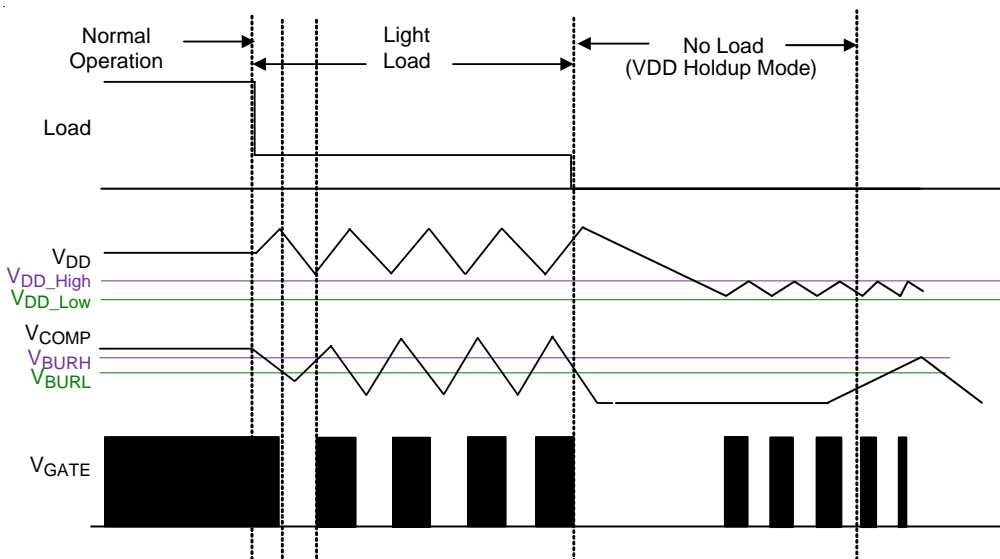 Normal
Operation
Light
Load
No Load
(VDD Holdup Mode)
Load
VDD
VDD_High
VDD_Low
VCOMP
VBURH
VBURL
VGATE